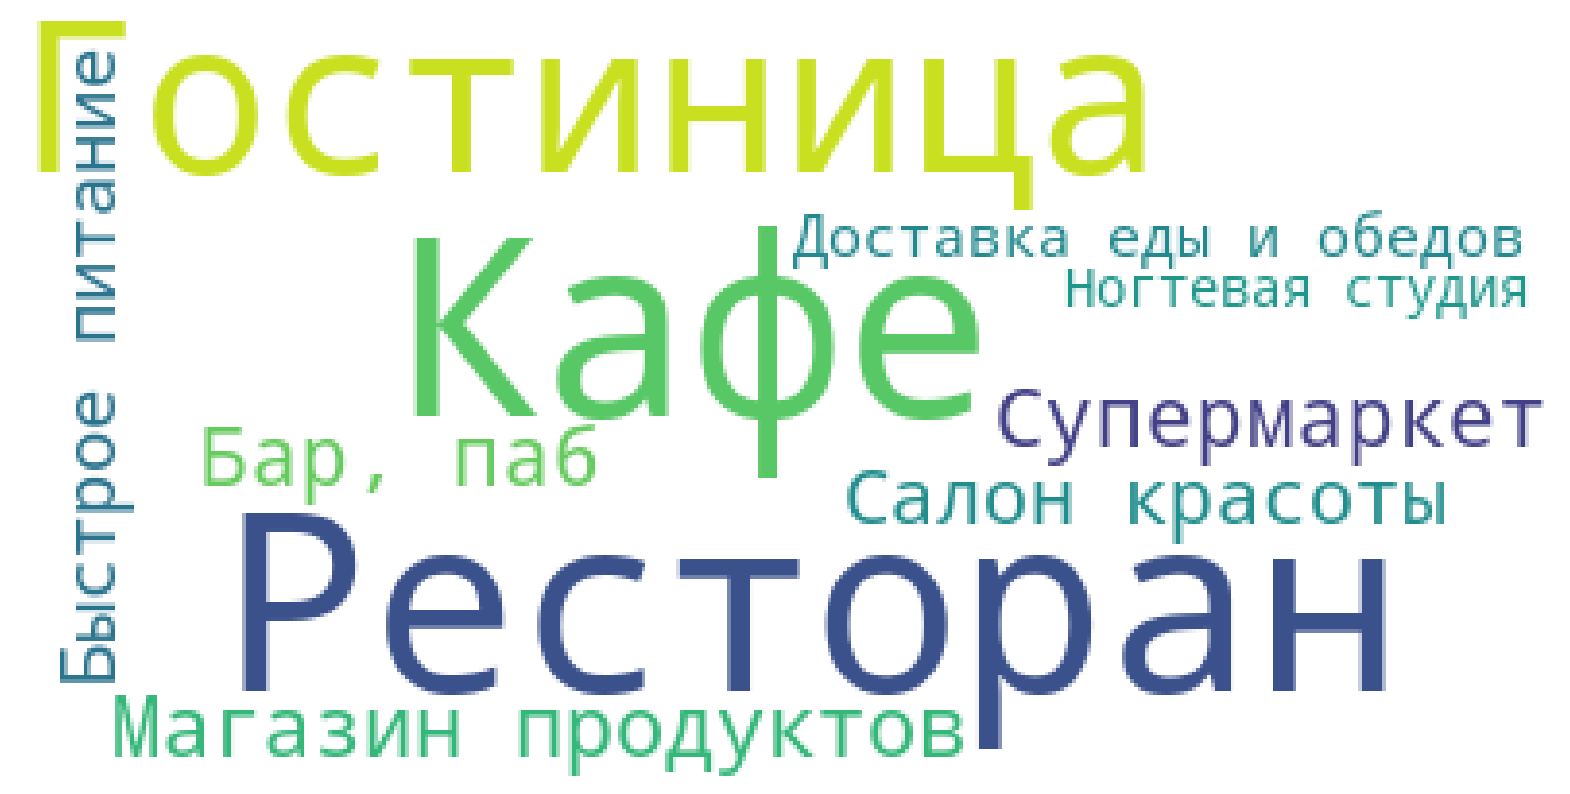 Гостиница
Быстрое питание
Доставка еды и обедов
Кафе
Ногтевая студия
Супермаркет
Бар, паб
Салон красоты
Ресторан
Магазин продуктов